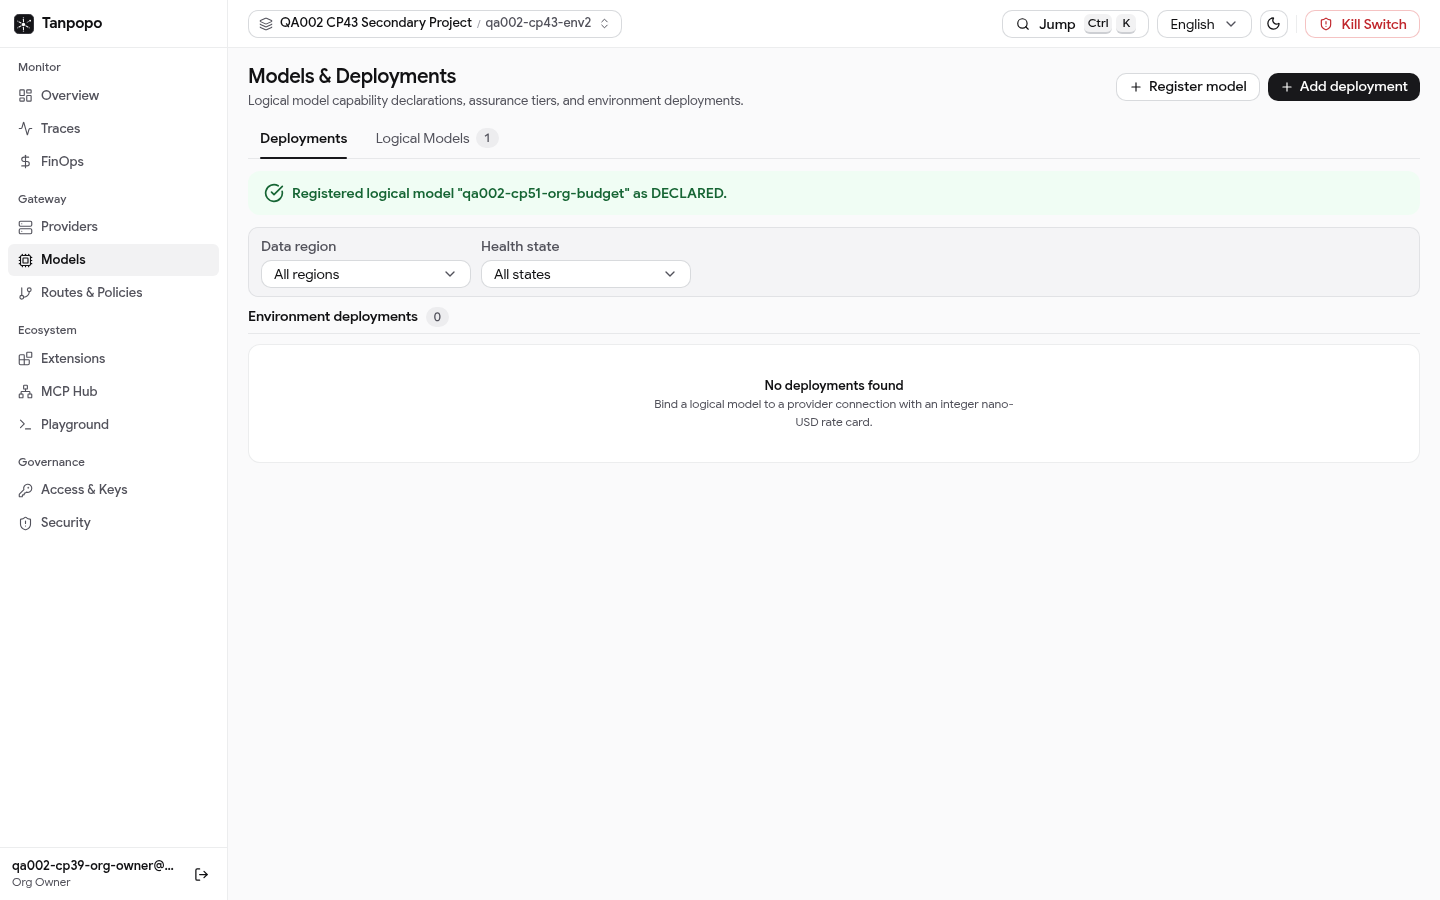 Tanpopo
QA002 CP43 Secondary Project / qa002-cp43-env2
Jump Ctrl K
English
Kill Switch
Monitor
Overview
Traces
FinOps
Gateway
Providers
Models
Routes & Policies
Ecosystem
Extensions
MCP Hub
Playground
Governance
Access & Keys
Security
qa002-cp39-org-owner@...
Org Owner
Models & Deployments
Logical model capability declarations, assurance tiers, and environment deployments.
Register model
Add deployment
Deployments
Logical Models 1
Registered logical model "qa002-cp51-org-budget" as DECLARED.
Data region
All regions
Health state
All states
Environment deployments 0
No deployments found
Bind a logical model to a provider connection with an integer nano-
USD rate card.